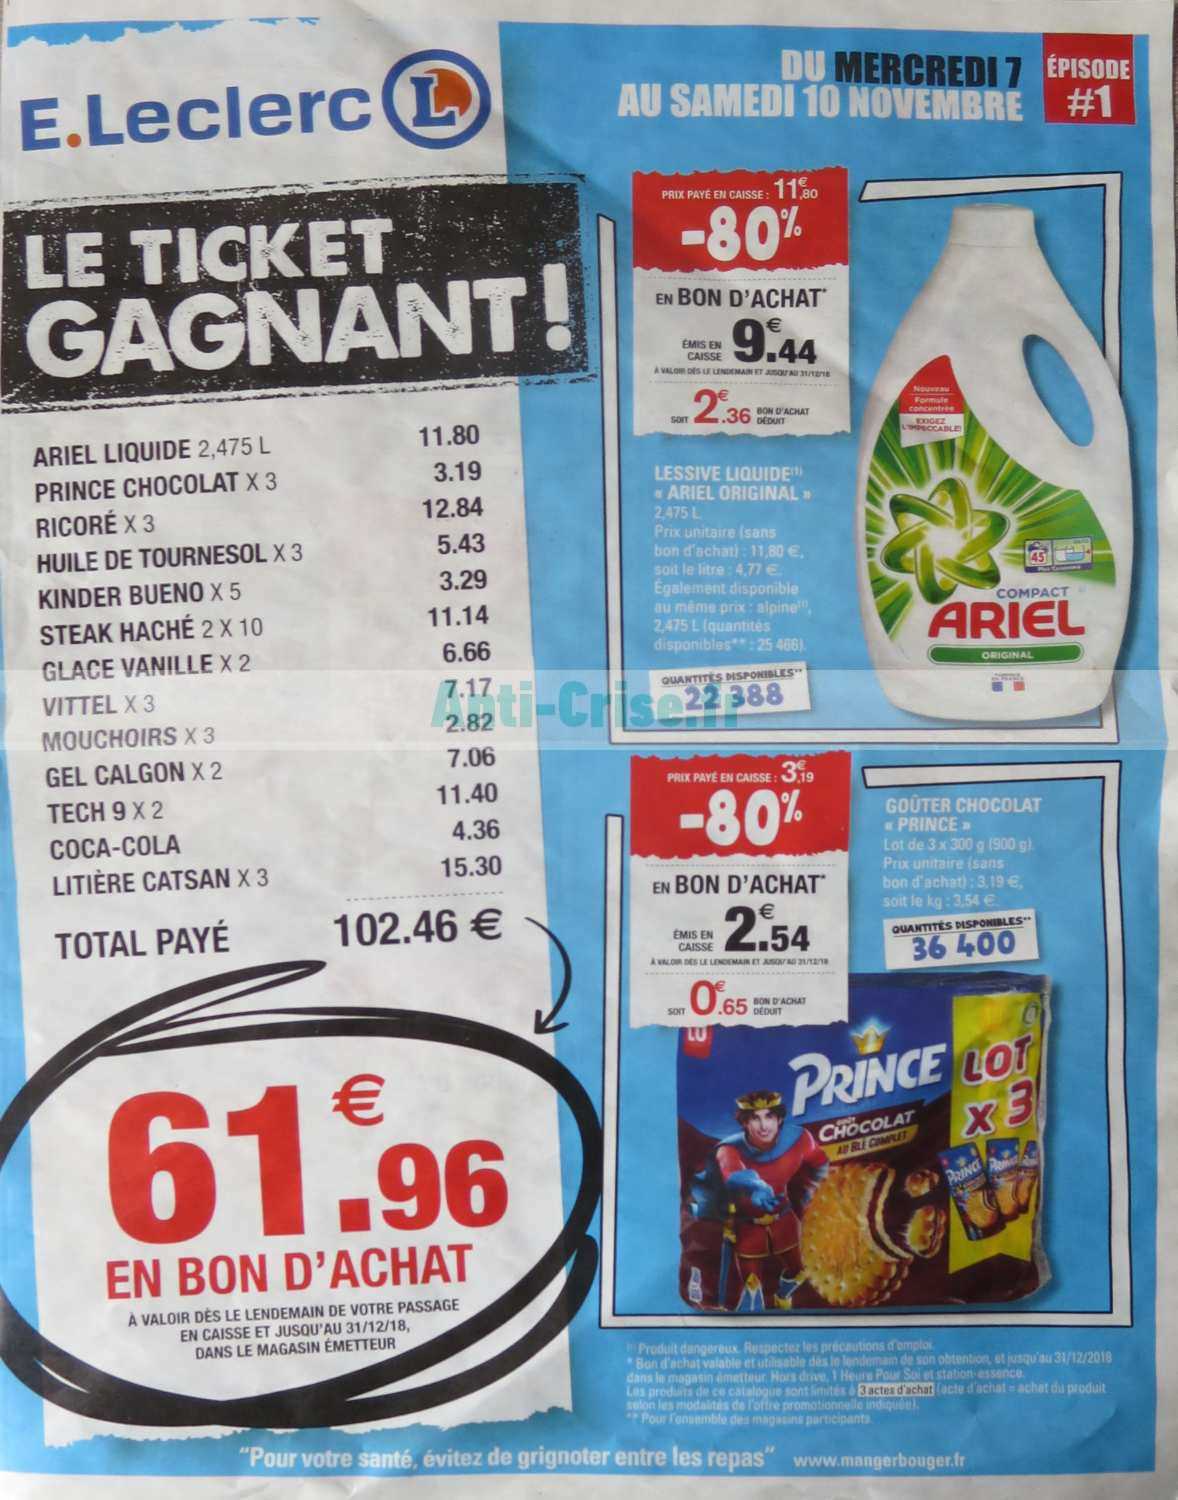 E.Leclerc L
DU MERCREDI 7
AU SAMEDI 10 NOVEMBRE
ÉPISODE
#1
LE TICKET
GAGNANT !
ARIEL LIQUIDE 2,475 L 11.80
PRINCE CHOCOLAT X 3 3.19
RICORÉ X 3 12.84
HUILE DE TOURNESOL X 3 5.43
KINDER BUENO X 5 3.29
STEAK HACHÉ 2 X 10 11.14
GLACE VANILLE X 2 6.66
VITTEL X 3 7.17
MOUCHOIRS X 3 2.82
GEL CALGON X 2 7.06
TECH 9 X 2 11.40
COCA-COLA 4.36
LITIÈRE CATSAN X 3 15.30
TOTAL PAYÉ 102.46 €
61€.96
EN BON D'ACHAT
À VALOIR DÈS LE LENDEMAIN DE VOTRE PASSAGE
EN CAISSE ET JUSQU'AU 31/12/18,
DANS LE MAGASIN ÉMETTEUR
PRIX PAYÉ EN CAISSE : 11€,80
-80%
EN BON D'ACHAT*
ÉMIS EN CAISSE 9€.44
À VALOIR DÈS LE LENDEMAIN ET JUSQU'AU 31/12/18
SOIT 2€.36 BON D'ACHAT DÉDUIT
LESSIVE LIQUIDE(1)
« ARIEL ORIGINAL »
2,475 L
Prix unitaire (sans
bon d'achat) : 11,80 €,
soit le litre : 4,77 €.
Également disponible
au même prix : alpine(1),
2,475 L (quantités
disponibles** : 25 466).
QUANTITÉS DISPONIBLES**
22 388
Nouveau
Formule
concentrée
EXIGEZ
L'IMPECCABLE!
45
COMPACT
ARIEL
ORIGINAL
Anti-Crise.fr
PRIX PAYÉ EN CAISSE : 3€,19
-80%
EN BON D'ACHAT*
ÉMIS EN CAISSE 2€.54
À VALOIR DÈS LE LENDEMAIN ET JUSQU'AU 31/12/18
SOIT 0€.65 BON D'ACHAT DÉDUIT
GOÛTER CHOCOLAT
« PRINCE »
Lot de 3 x 300 g (900 g).
Prix unitaire (sans
bon d'achat) : 3,19 €,
soit le kg : 3,54 €.
QUANTITÉS DISPONIBLES**
36 400
LU
PRINCE
GOÛT
CHOCOLAT
AU BLÉ COMPLET
LOT
X 3
PRINCE
PRINCE
(1) Produit dangereux. Respectez les précautions d'emploi.
* Bon d'achat valable et utilisable dès le lendemain de son obtention, et jusqu'au 31/12/2018
dans le magasin émetteur. Hors drive, 1 Heure Pour Soi et station-essence.
Les produits de ce catalogue sont limités à 3 actes d'achat (acte d'achat = achat du produit
selon les modalités de l'offre promotionnelle indiquée).
** Pour l'ensemble des magasins participants.
"Pour votre santé, évitez de grignoter entre les repas" www.mangerbouger.fr